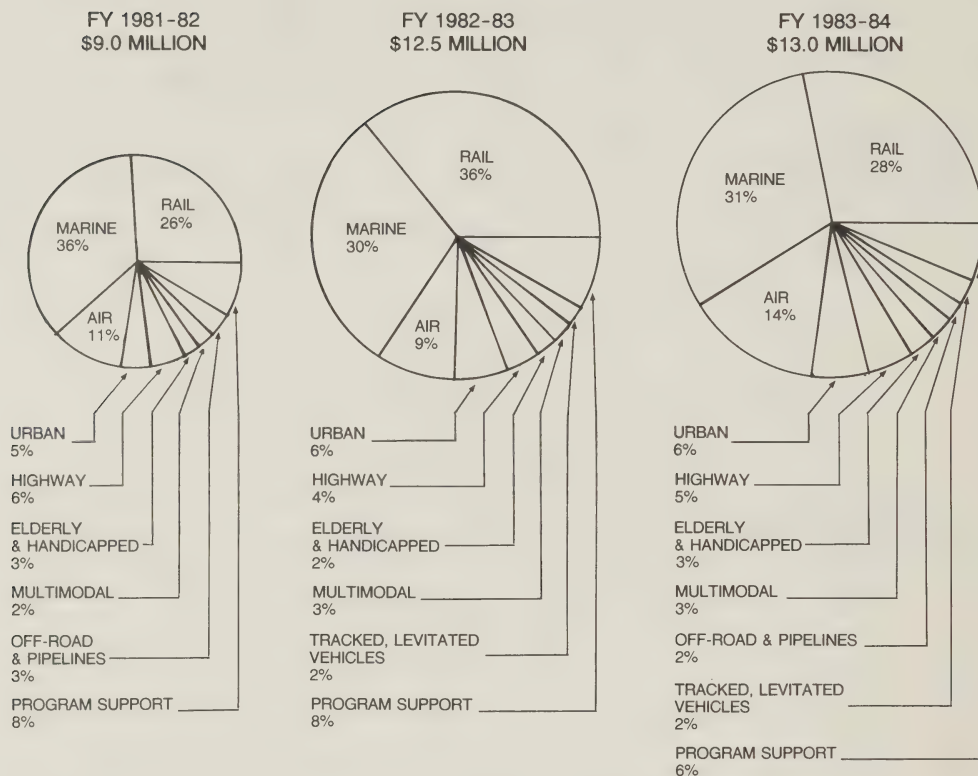 FY 1981-82
$9.0 MILLION
MARINE
36%
RAIL
26%
AIR
11%
URBAN
5%
HIGHWAY
6%
ELDERLY
& HANDICAPPED
3%
MULTIMODAL
2%
OFF-ROAD
& PIPELINES
3%
PROGRAM SUPPORT
8%
FY 1982-83
$12.5 MILLION
RAIL
36%
MARINE
30%
AIR
9%
URBAN
6%
HIGHWAY
4%
ELDERLY
& HANDICAPPED
2%
MULTIMODAL
3%
TRACKED, LEVITATED
VEHICLES
2%
PROGRAM SUPPORT
8%
FY 1983-84
$13.0 MILLION
MARINE
31%
RAIL
28%
AIR
14%
URBAN
6%
HIGHWAY
5%
ELDERLY
& HANDICAPPED
3%
MULTIMODAL
3%
OFF-ROAD & PIPELINES
2%
TRACKED, LEVITATED
VEHICLES
2%
PROGRAM SUPPORT
6%